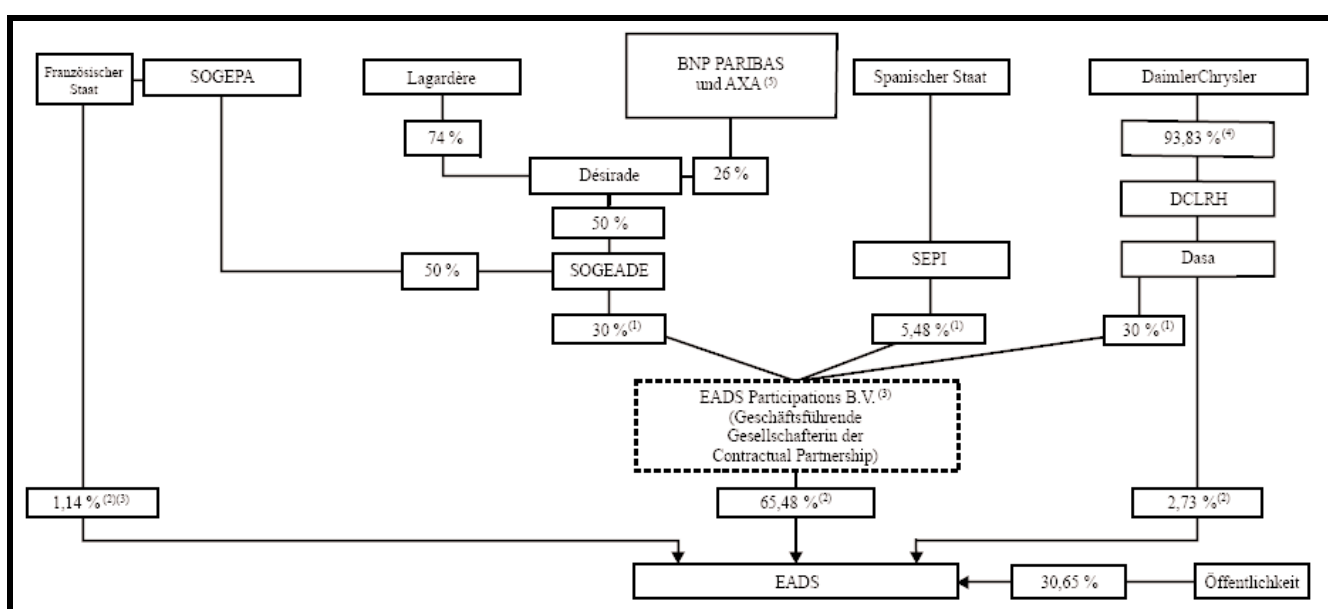 Französischer
Staat
SOGEPA
Lagardère
BNP PARIBAS
und AXA (5)
Spanischer Staat
DaimlerChrysler
74 %
93,83 %(4)
Désirade
26 %
DCLRH
50 %
50 %
SOGEADE
SEPI
Dasa
30 %(1)
5,48 %(1)
30 %(1)
EADS Participations B.V. (3)
(Geschäftsführende
Gesellschafterin der
Contractual Partnership)
1,14 %(2)(3)
65,48 %(2)
2,73 %(2)
EADS
30,65 %
Öffentlichkeit